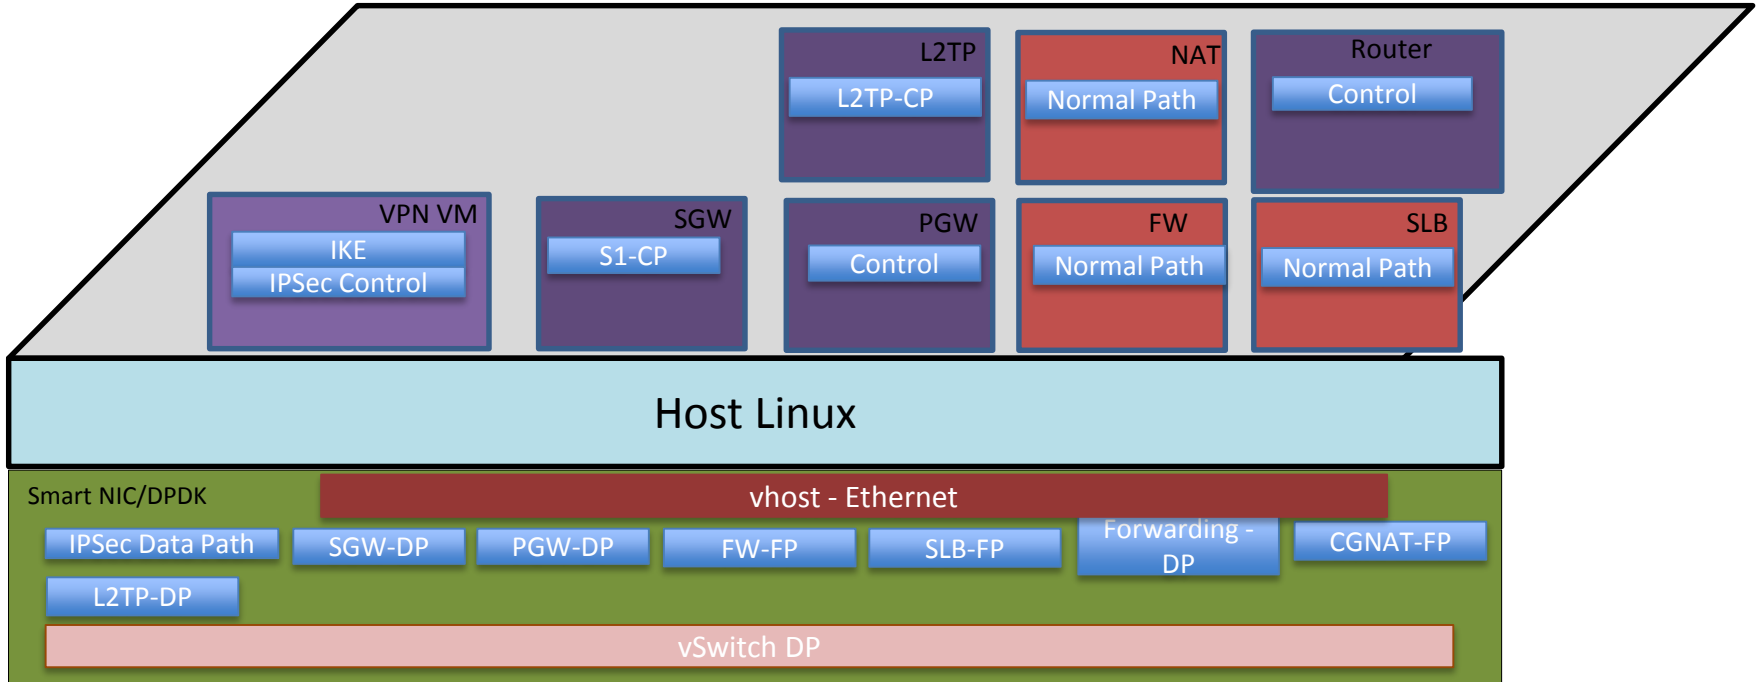 L2TP
L2TP-CP
NAT
Normal Path
Router
Control
VPN VM
IKE
IPSec Control
SGW
S1-CP
PGW
Control
FW
Normal Path
SLB
Normal Path
Host Linux
Smart NIC/DPDK
vhost - Ethernet
IPSec Data Path
SGW-DP
PGW-DP
FW-FP
SLB-FP
Forwarding -
DP
CGNAT-FP
L2TP-DP
vSwitch DP